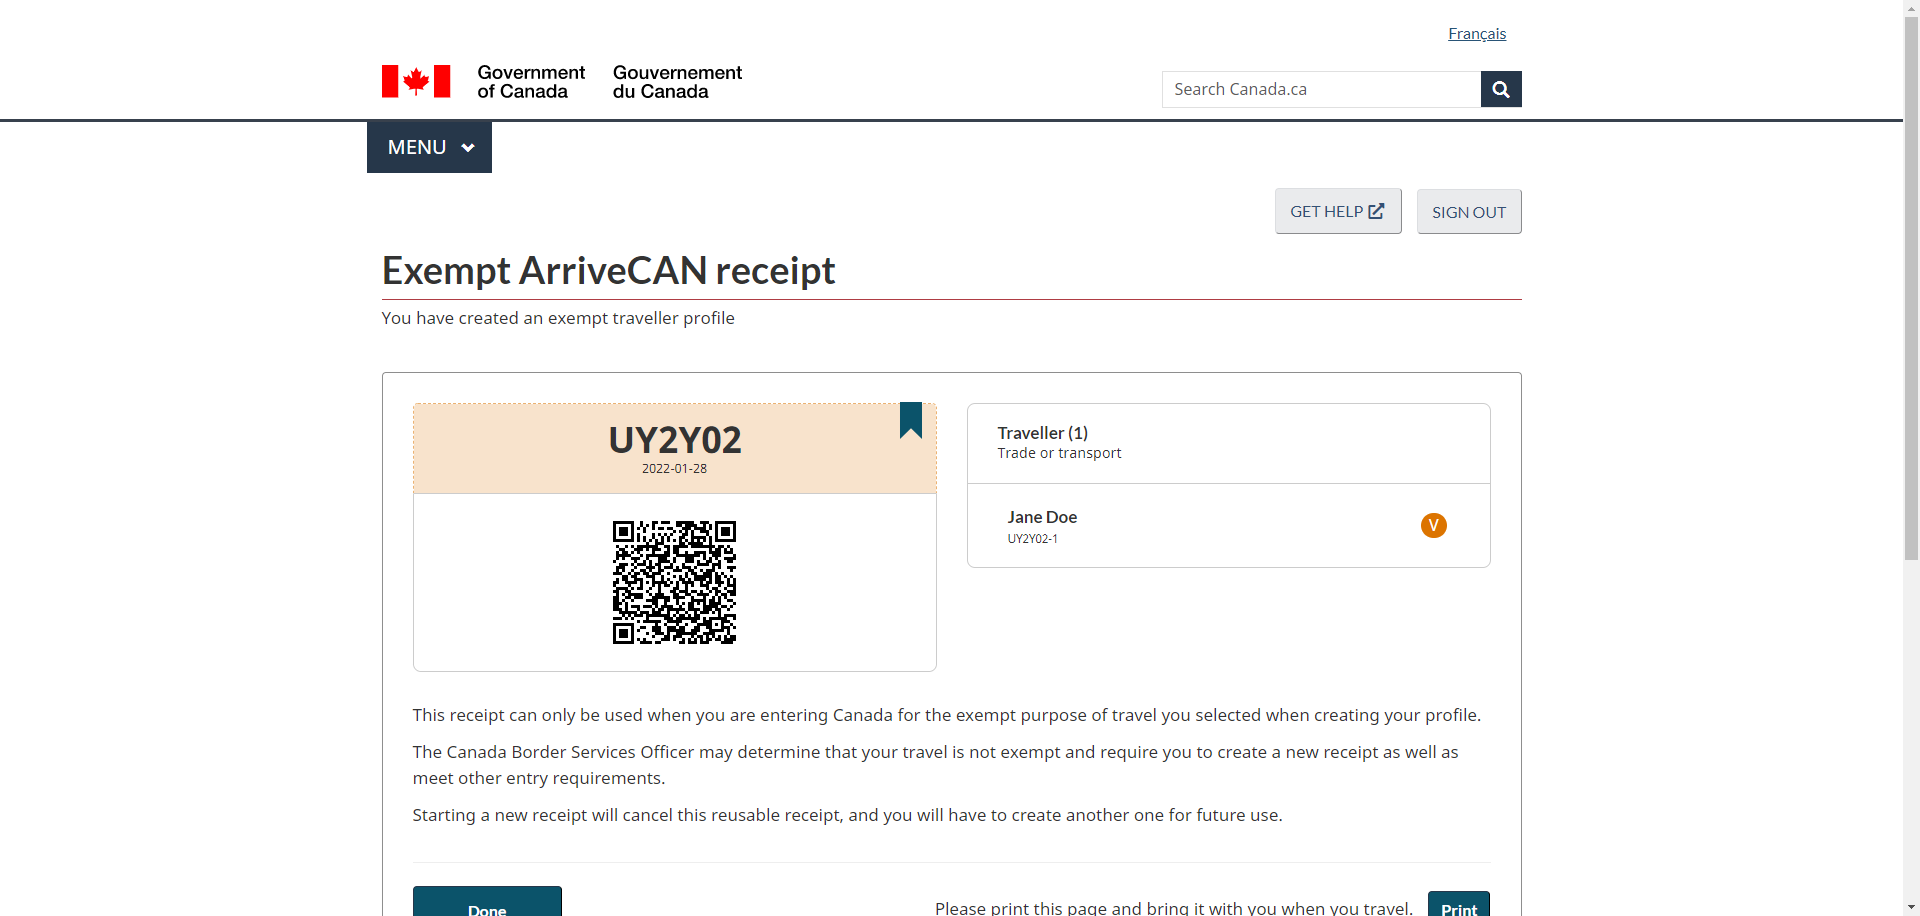 Français
Government of Canada
Gouvernement du Canada
Search Canada.ca
MENU
GET HELP
SIGN OUT
Exempt ArriveCAN receipt
You have created an exempt traveller profile
UY2Y02
2022-01-28
Traveller (1)
Trade or transport
Jane Doe
UY2Y02-1
V
This receipt can only be used when you are entering Canada for the exempt purpose of travel you selected when creating your profile.
The Canada Border Services Officer may determine that your travel is not exempt and require you to create a new receipt as well as
meet other entry requirements.
Starting a new receipt will cancel this reusable receipt, and you will have to create another one for future use.
Done
Please print this page and bring it with you when you travel.
Print